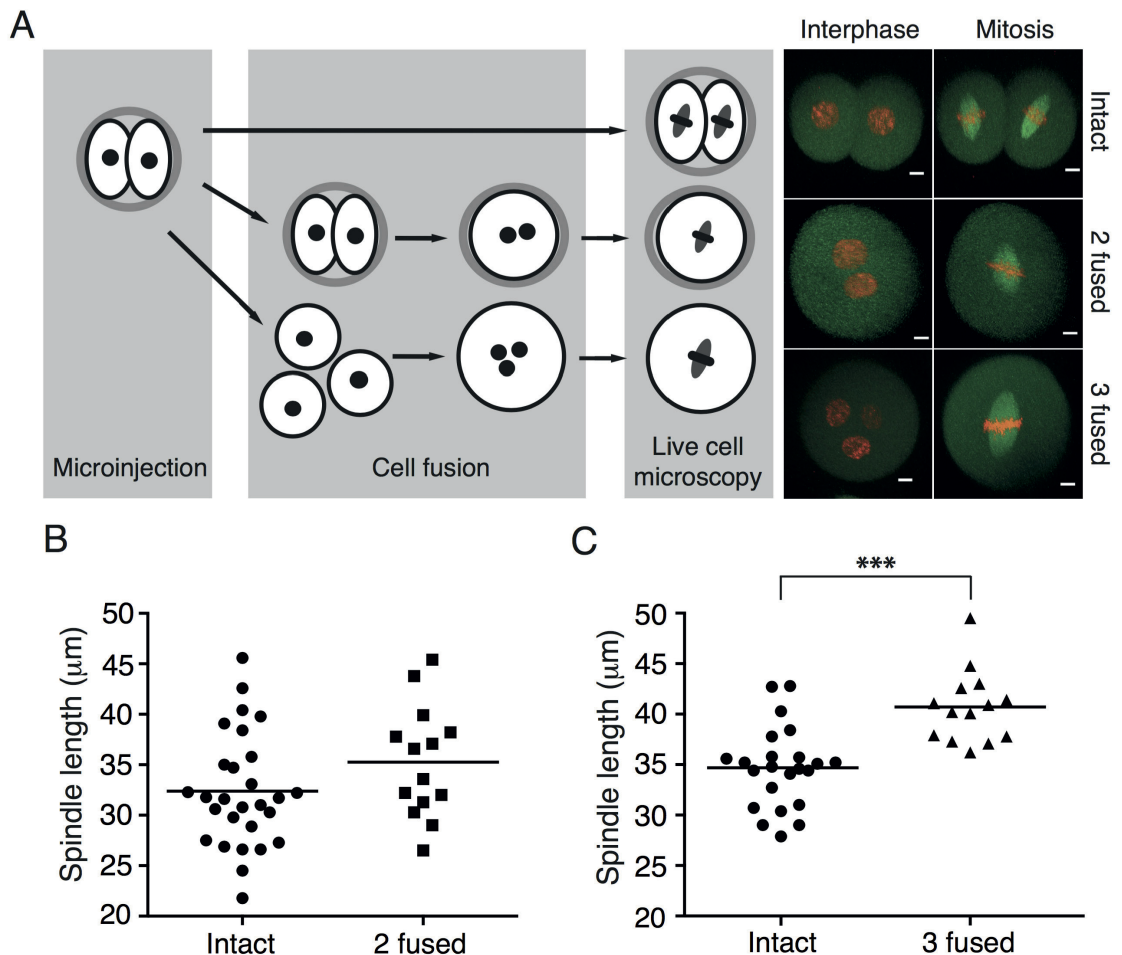 A
Interphase
Mitosis
Intact
2 fused
3 fused
Microinjection
Cell fusion
Live cell
microscopy
B
Spindle length (μm)
50
45
40
35
30
25
20
Intact
2 fused
C
***
Spindle length (μm)
50
45
40
35
30
25
20
Intact
3 fused